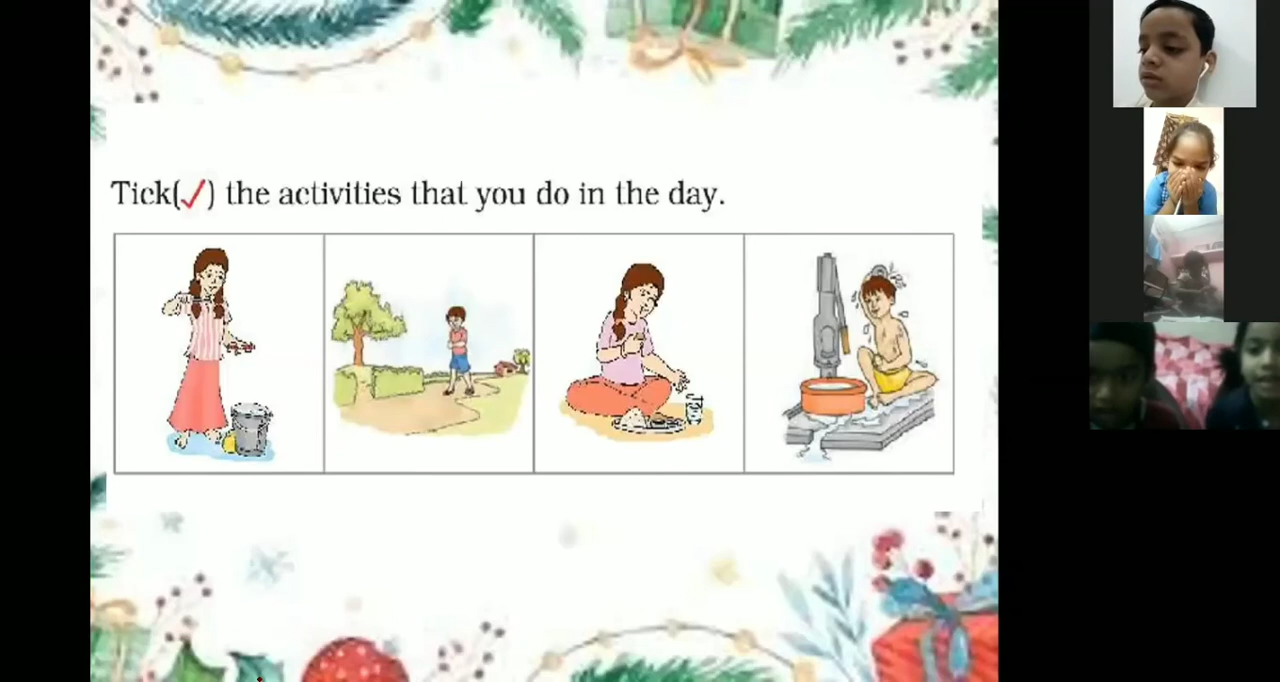 Tick(✓) the activities that you do in the day.